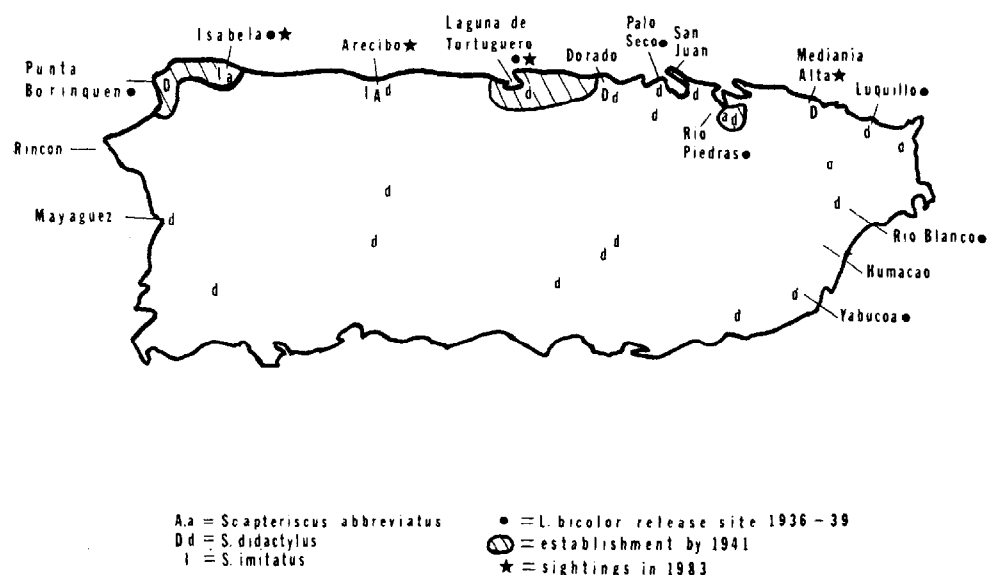 Laguna de
Tortuguero ●★
Palo
Seco●
San
Juan
Isabela●★
Arecibo★
Dorado
Mediania
Alta★
Punta
Borinquen●
Luquillo●
D
I a
I A d
d
D d
d
d
d
a d
D
d
Rio
Piedras●
Rincon
d
d
Mayaguez
d
d
d
d
Rio Blanco●
Humacao
d
d
d
Yabucoa●
A,a = Scapteriscus abbreviatus
D d = S. didactylus
I = S. imitatus
● = L. bicolor release site 1936-39
= establishment by 1941
★ = sightings in 1983